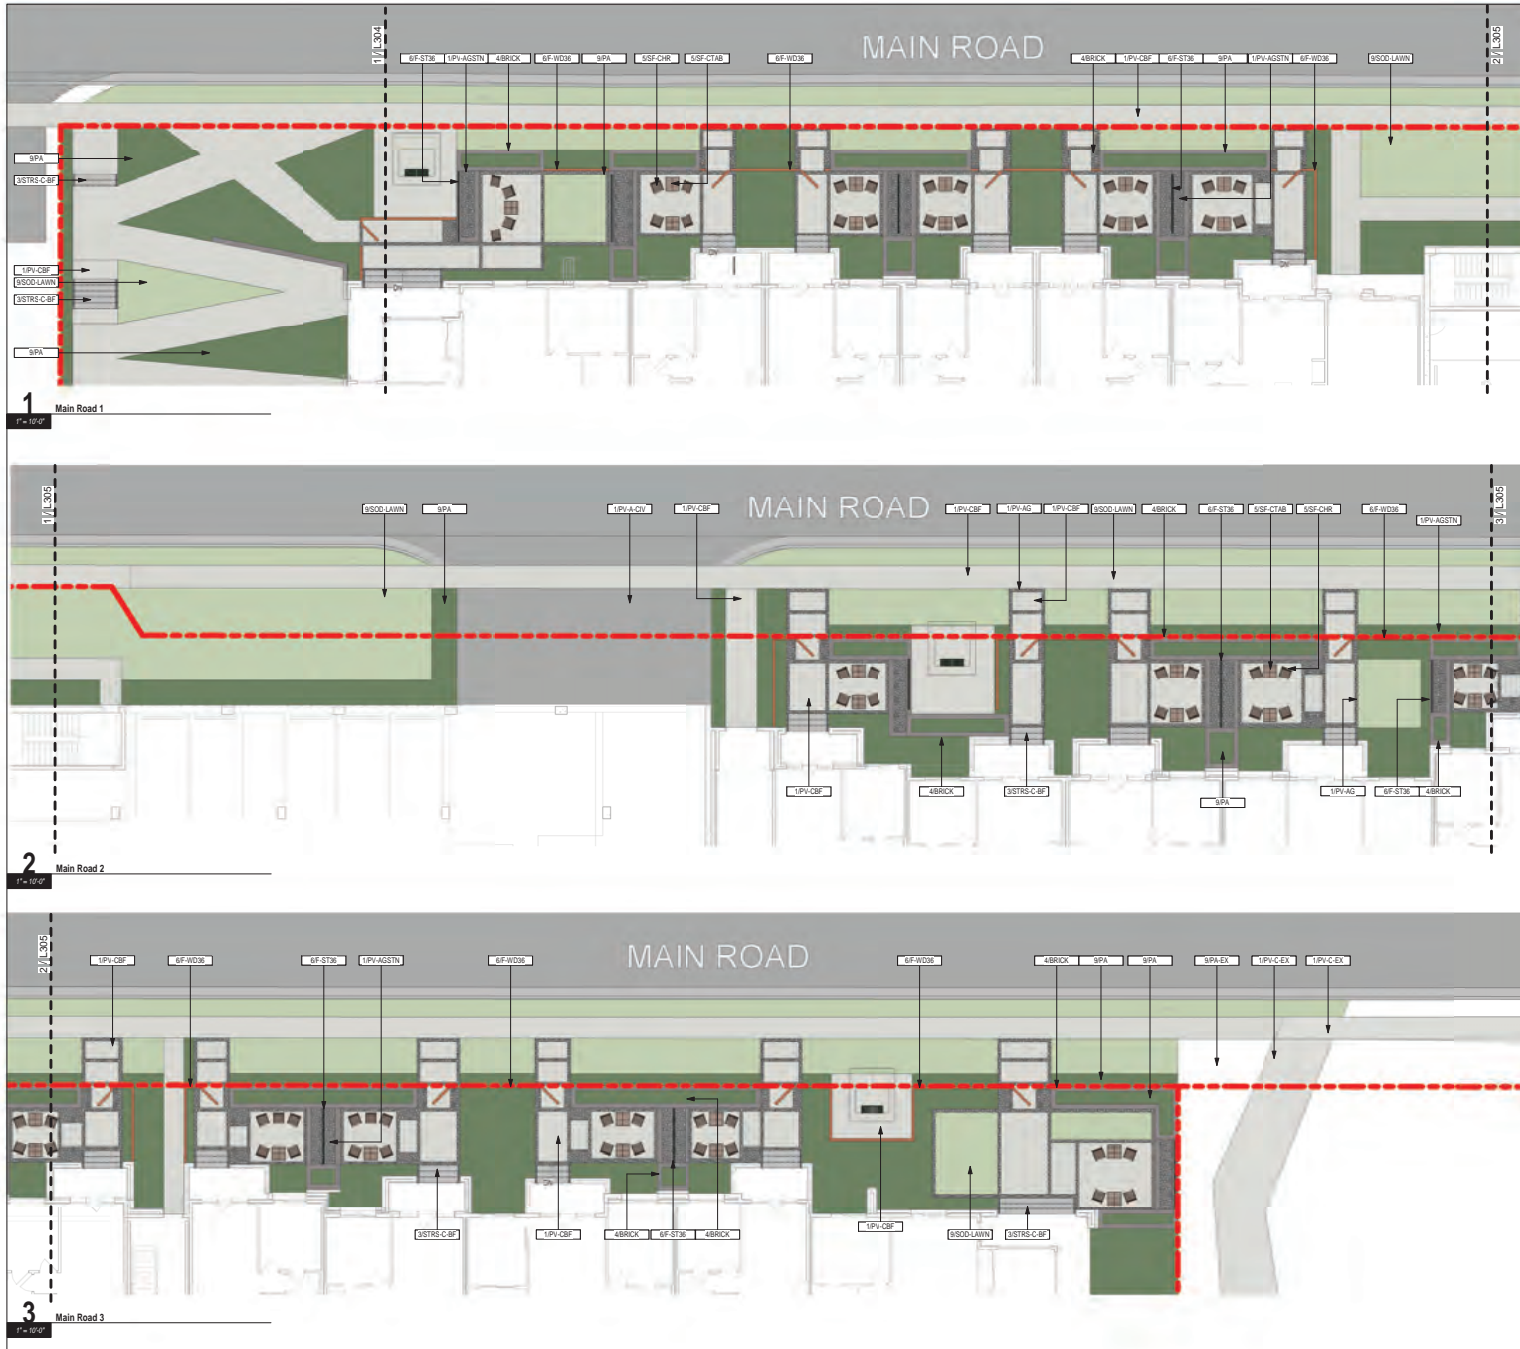 1 / L304
MAIN ROAD
2 / L305
6/F-ST36 1/PV-AGSTN 4/BRICK 6/F-WD36 9/PA 5/SF-CHR 5/SF-CTAB 6/F-WD36 4/BRICK 1/PV-CBF 6/F-ST36 9/PA 1/PV-AGSTN 6/F-WD36 9/SOD-LAWN
9/PA
3/STRS-C-BF
1/PV-CBF
9/SOD-LAWN
3/STRS-C-BF
9/PA
1 Main Road 1
1" = 10'-0"
1 / L305
MAIN ROAD
3 / L305
9/SOD-LAWN 9/PA 1/PV-A-CIV 1/PV-CBF 1/PV-CBF 1/PV-AG 1/PV-CBF 9/SOD-LAWN 4/BRICK 6/F-ST36 5/SF-CTAB 5/SF-CHR 6/F-WD36
1/PV-AGSTN
1/PV-CBF 4/BRICK 3/STRS-C-BF 1/PV-AG 6/F-ST36 4/BRICK
9/PA
2 Main Road 2
1" = 10'-0"
2 / L305
MAIN ROAD
1/PV-CBF 6/F-WD36 6/F-ST36 1/PV-AGSTN 6/F-WD36 6/F-WD36 4/BRICK 9/PA 9/PA 9/PA-EX 1/PV-C-EX 1/PV-C-EX
1/PV-CBF
3/STRS-C-BF 1/PV-CBF 4/BRICK 6/F-ST36 4/BRICK 9/SOD-LAWN 3/STRS-C-BF
3 Main Road 3
1" = 10'-0"